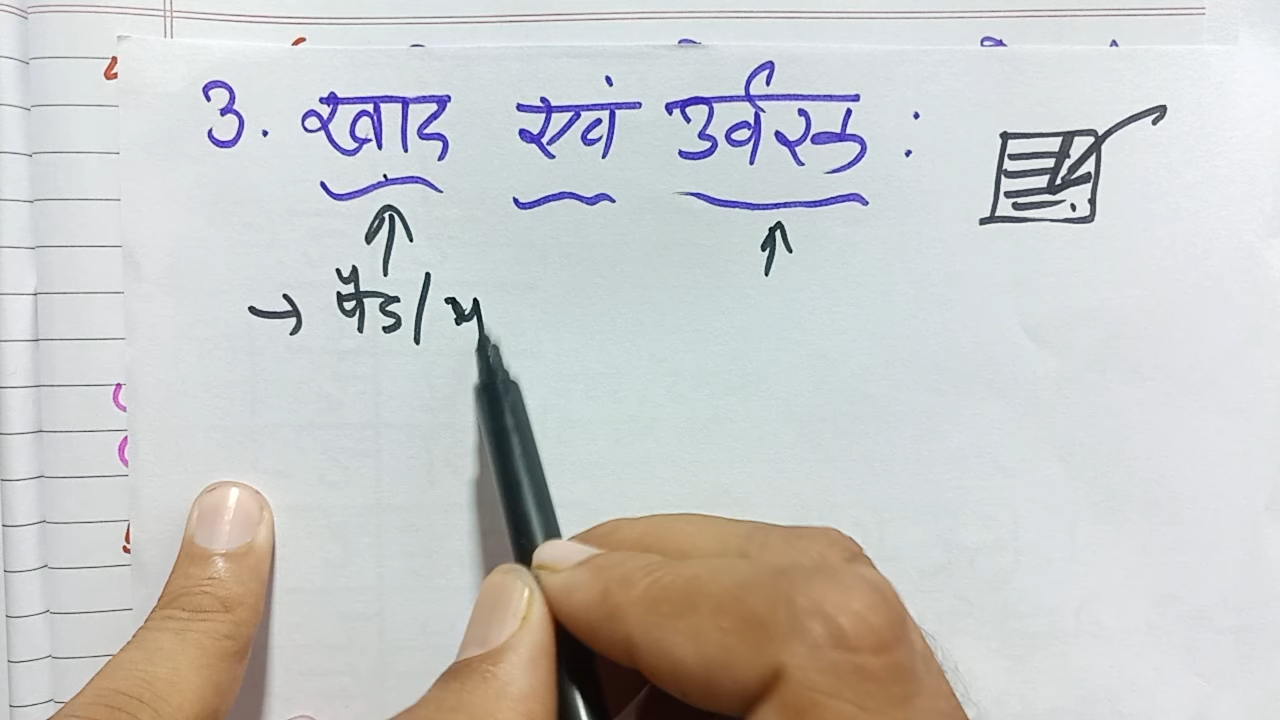 3. खाद एवं उर्वरक :
→ पेड /